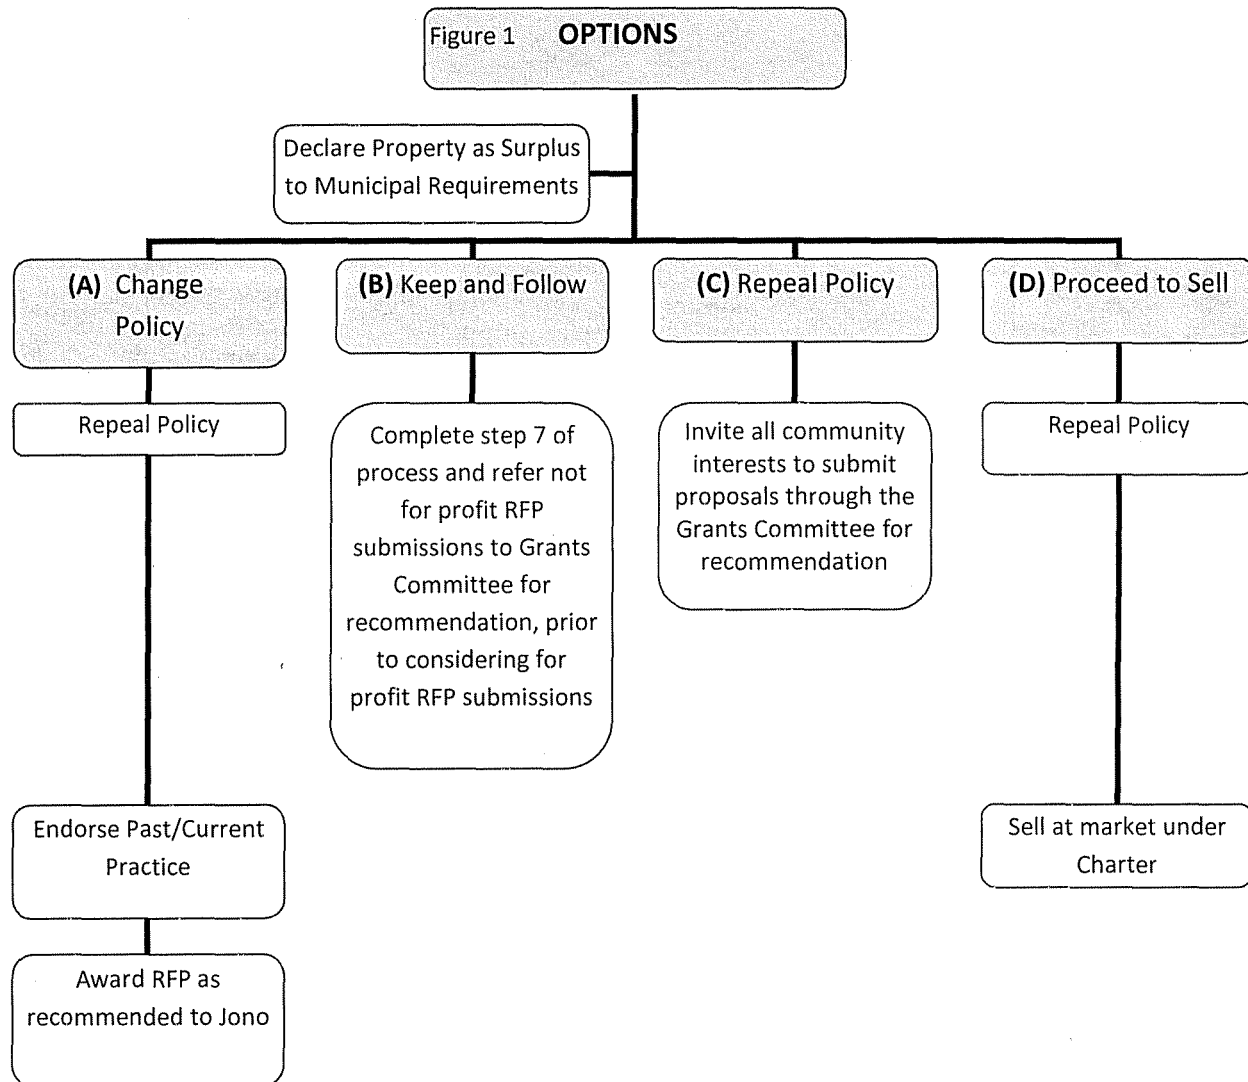 Figure 1 OPTIONS
Declare Property as Surplus
to Municipal Requirements
(A) Change
Policy
Repeal Policy
Endorse Past/Current
Practice
Award RFP as
recommended to Jono
(B) Keep and Follow
Complete step 7 of
process and refer not
for profit RFP
submissions to Grants
Committee for
recommendation, prior
to considering for
profit RFP submissions
(C) Repeal Policy
Invite all community
interests to submit
proposals through the
Grants Committee for
recommendation
(D) Proceed to Sell
Repeal Policy
Sell at market under
Charter